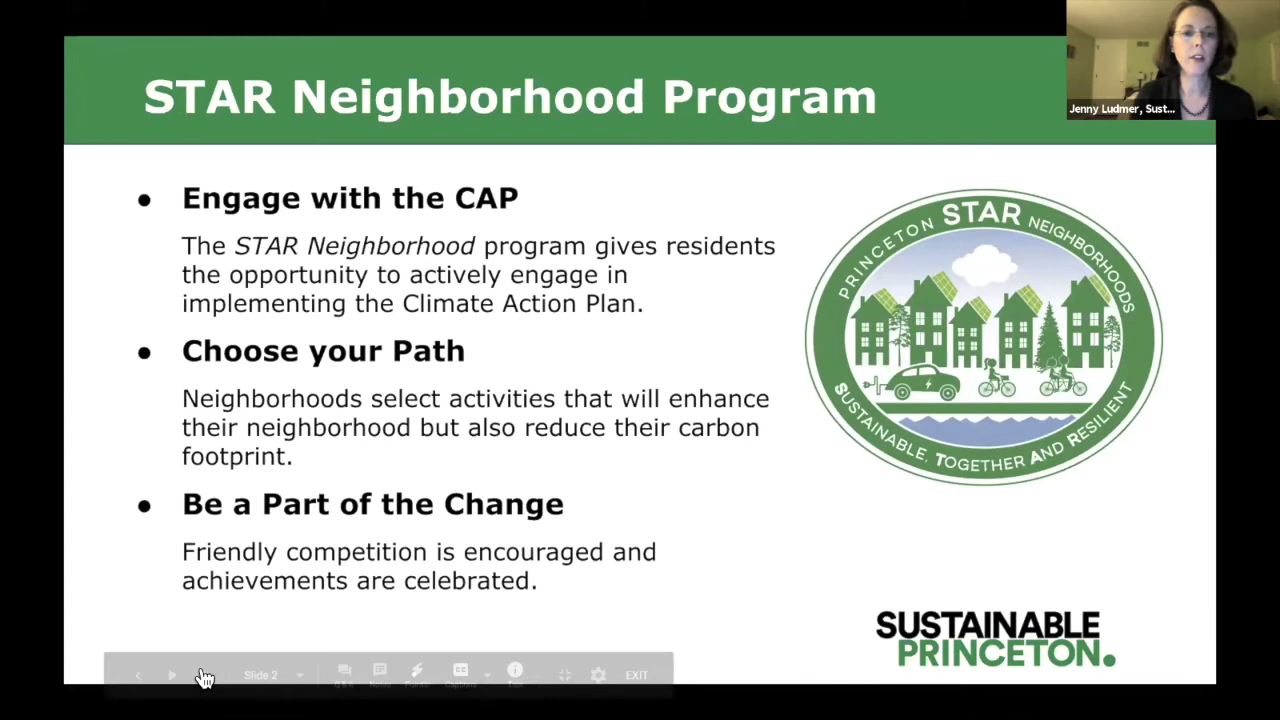 STAR Neighborhood Program
Jenny Ludmer, Sust...
● Engage with the CAP
The STAR Neighborhood program gives residents
the opportunity to actively engage in
implementing the Climate Action Plan.
● Choose your Path
Neighborhoods select activities that will enhance
their neighborhood but also reduce their carbon
footprint.
● Be a Part of the Change
Friendly competition is encouraged and
achievements are celebrated.
PRINCETON STAR NEIGHBORHOODS
SUSTAINABLE, TOGETHER AND RESILIENT
SUSTAINABLE
PRINCETON.
Slide 2
Q & A
Notes
Pointer
Captions
EXIT